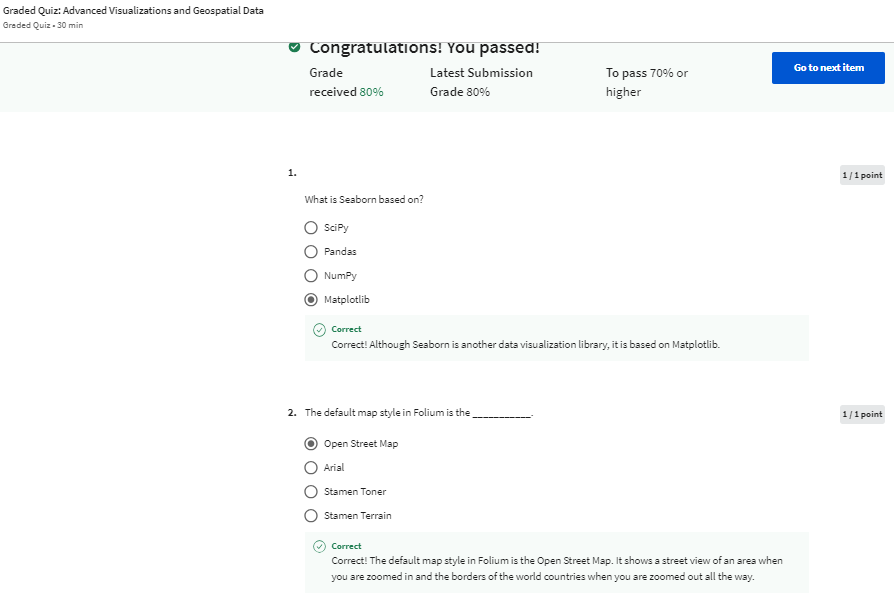 Graded Quiz: Advanced Visualizations and Geospatial Data
Graded Quiz • 30 min
Congratulations! You passed!
Grade
received 80%
Latest Submission
Grade 80%
To pass 70% or
higher
Go to next item
1.
1 / 1 point
What is Seaborn based on?
SciPy
Pandas
NumPy
Matplotlib
Correct
Correct! Although Seaborn is another data visualization library, it is based on Matplotlib.
2. The default map style in Folium is the ___________.
1 / 1 point
Open Street Map
Arial
Stamen Toner
Stamen Terrain
Correct
Correct! The default map style in Folium is the Open Street Map. It shows a street view of an area when
you are zoomed in and the borders of the world countries when you are zoomed out all the way.